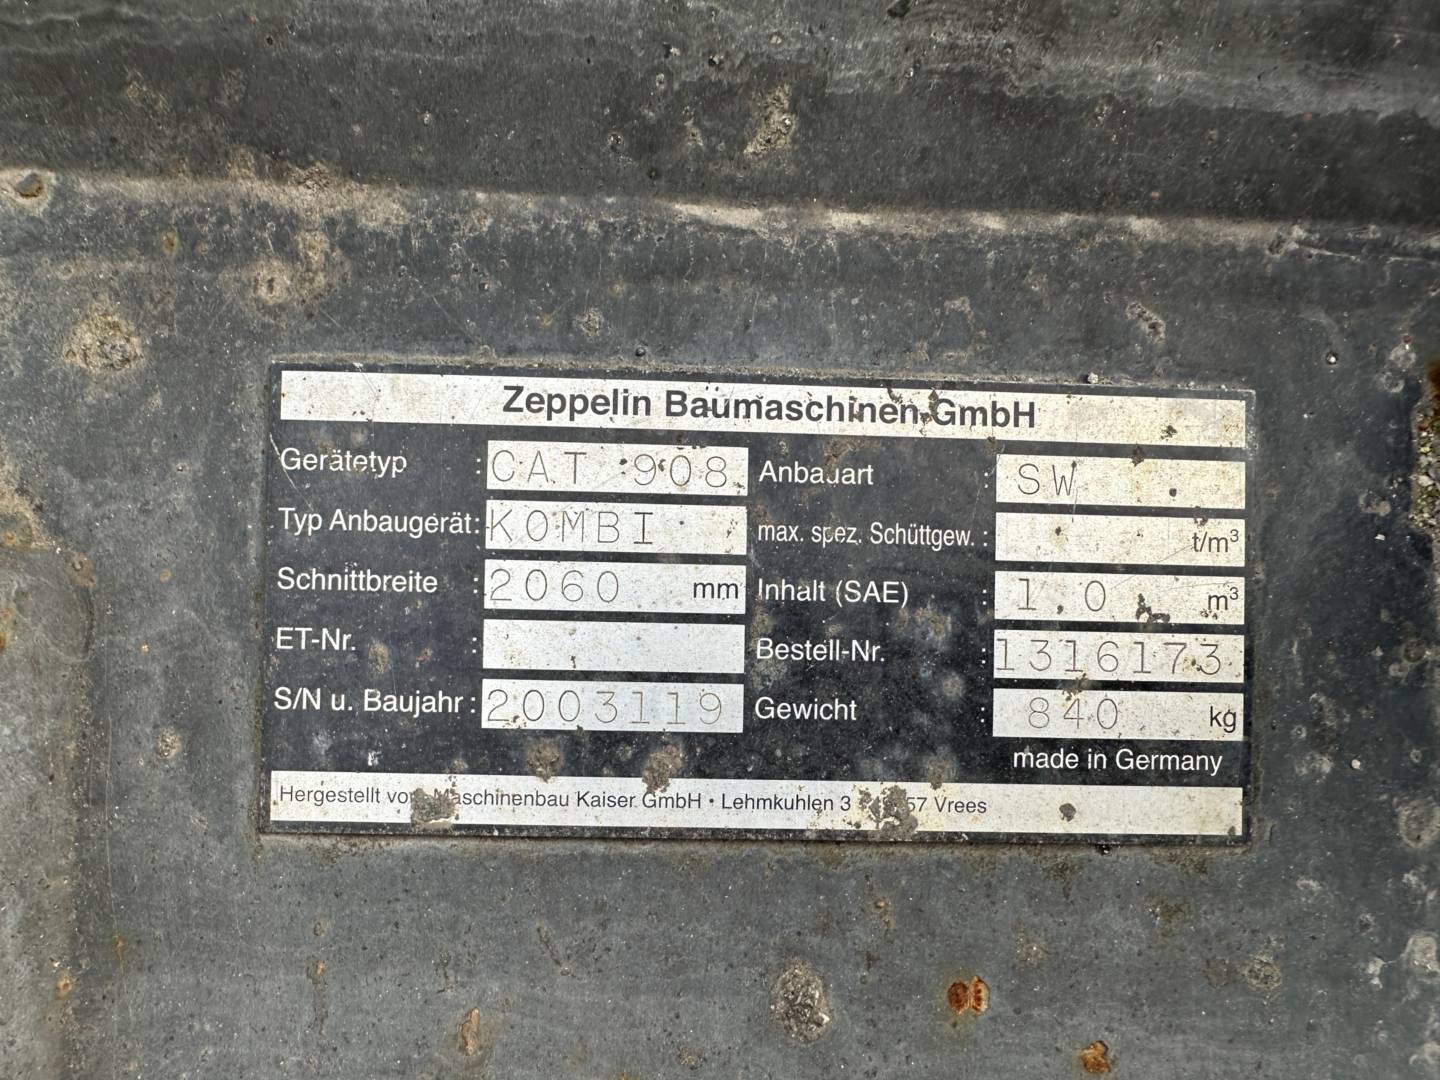 Zeppelin Baumaschinen GmbH
Gerätetyp : CAT 908 Anbauart : SW
Typ Anbaugerät: KOMBI max. spez. Schüttgew. : t/m³
Schnittbreite : 2060 mm Inhalt (SAE) : 1,0 m³
ET-Nr. : Bestell-Nr. : 1316173
S/N u. Baujahr : 2003119 Gewicht : 840 kg
made in Germany
Hergestellt Maschinenbau Kaiser GmbH • Lehmkuhlen 3 Vrees